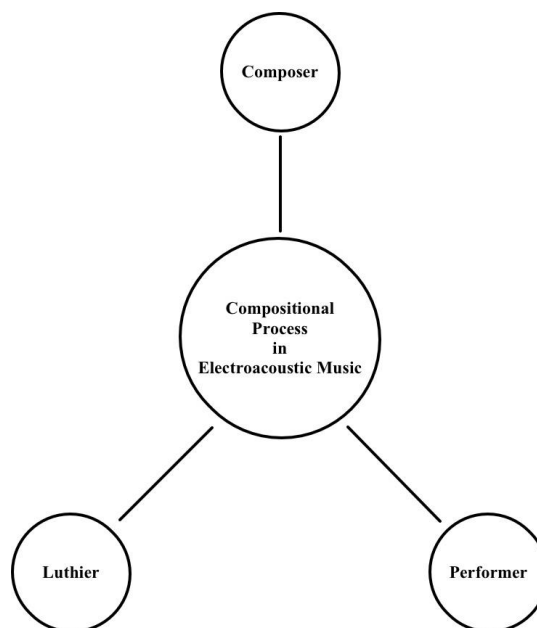 Composer
Compositional
Process
in
Electroacoustic Music
Luthier
Performer